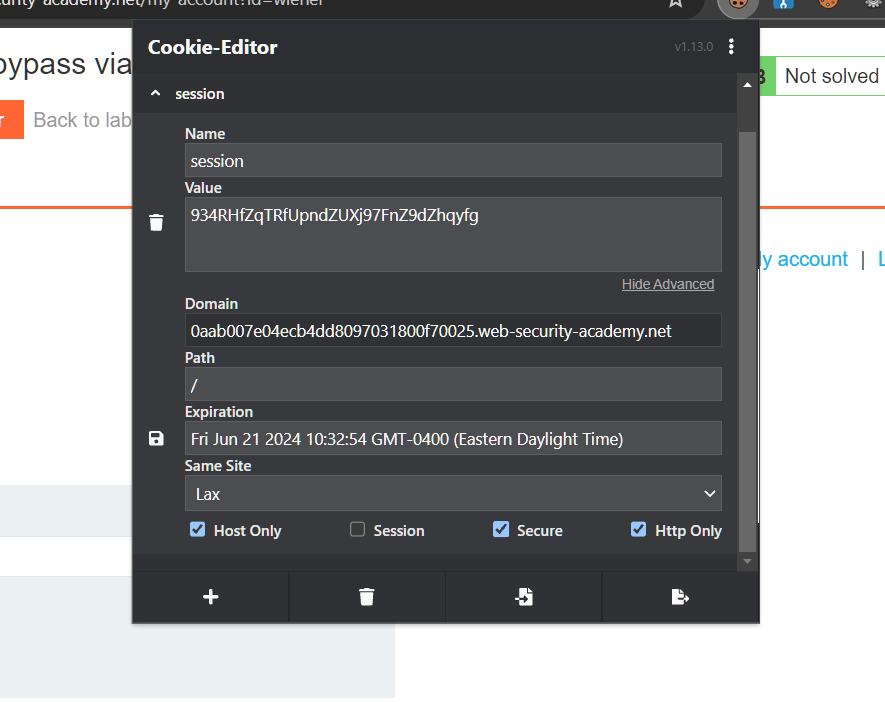 urity-academy.net/my-account?id=wiener
Cookie-Editor
v1.13.0
bypass via
session
Not solved
Back to lab
Name
session
Value
934RHfZqTRfUpndZUXj97FnZ9dZhqyfg
My account | L
Hide Advanced
Domain
0aab007e04ecb4dd8097031800f70025.web-security-academy.net
Path
/
Expiration
Fri Jun 21 2024 10:32:54 GMT-0400 (Eastern Daylight Time)
Same Site
Lax
Host Only
Session
Secure
Http Only